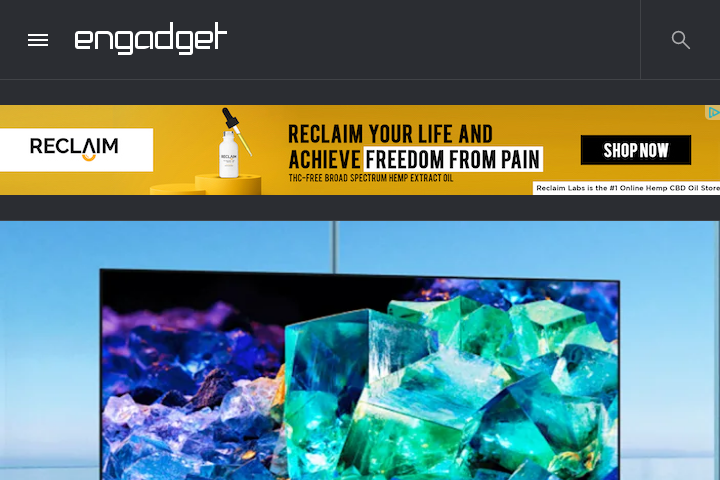 engadget
RECLAIM
RECLAIM YOUR LIFE AND
ACHIEVE FREEDOM FROM PAIN
THC-FREE BROAD SPECTRUM HEMP EXTRACT OIL
SHOP NOW
Reclaim Labs is the #1 Online Hemp CBD Oil Store
RECLAIM